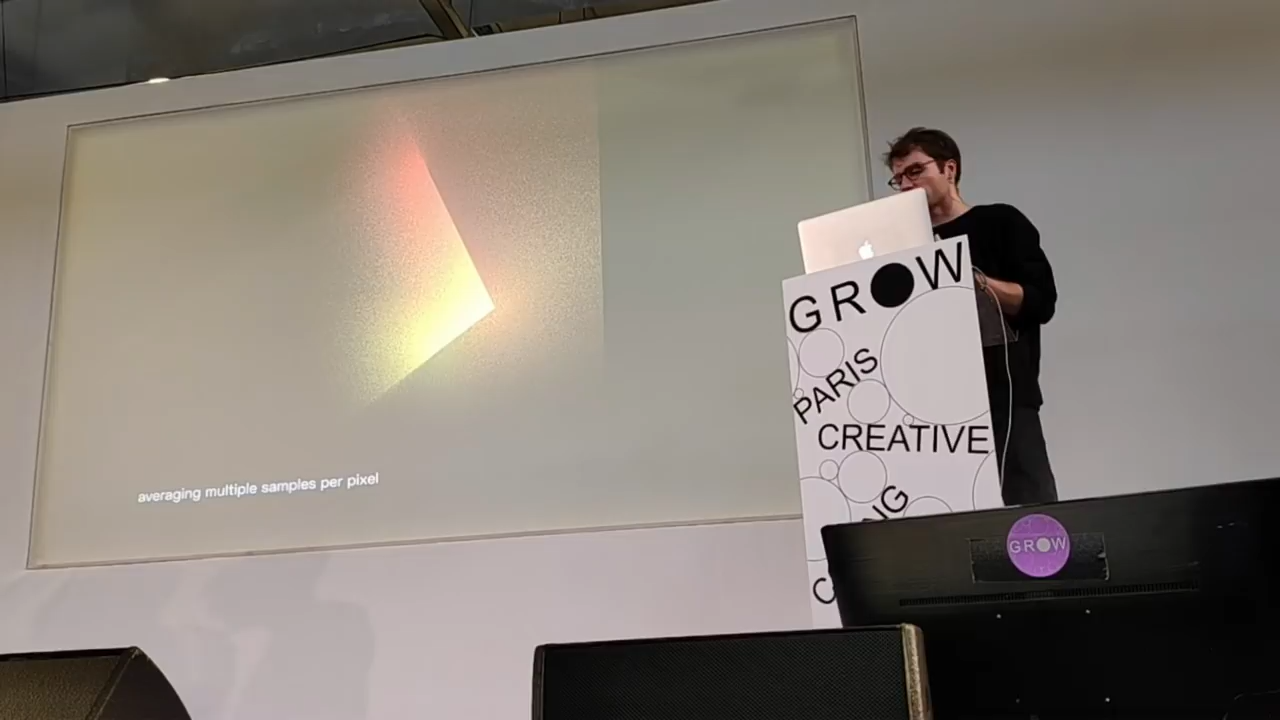 averaging multiple samples per pixel
GROW
PARIS
CREATIVE
GROW